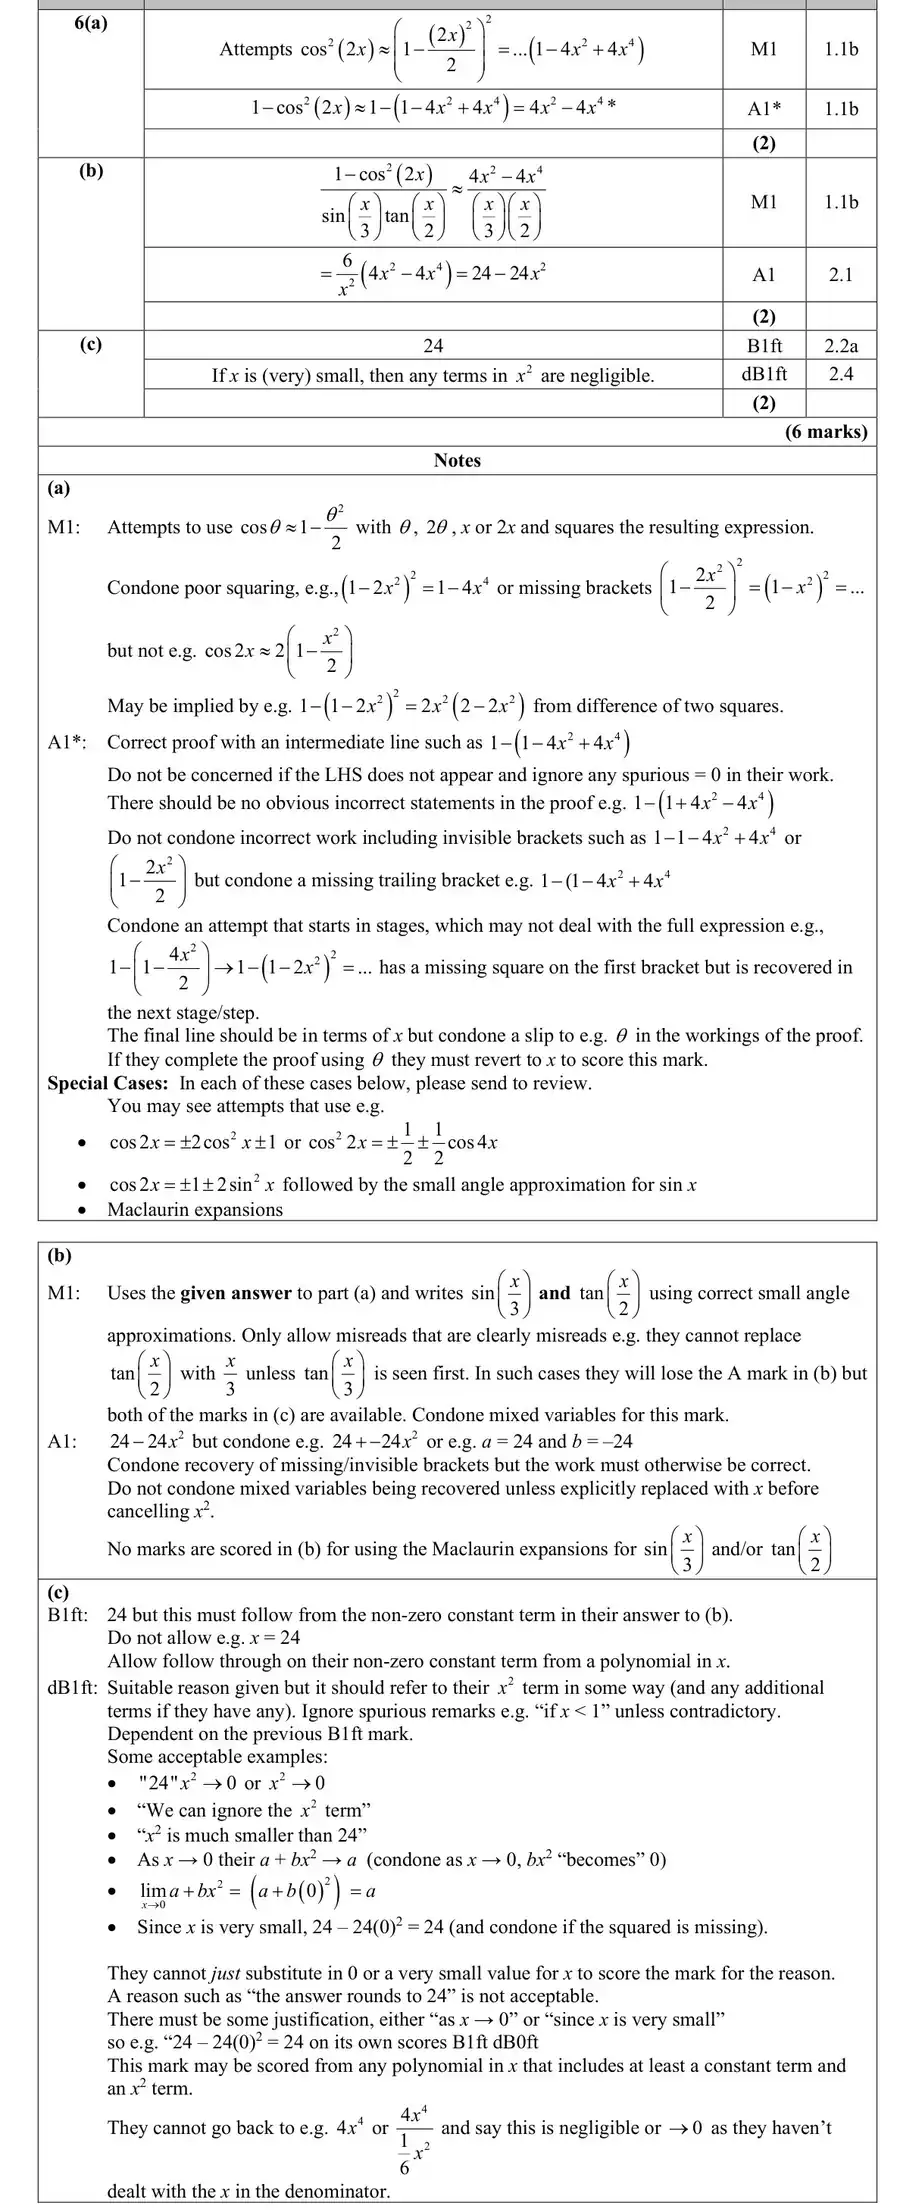 6(a)
Attempts cos² (2x) ≈ (1 − (2x)²/2)² = ...(1 − 4x² + 4x⁴) M1 1.1b
1 − cos² (2x) ≈ 1 − (1 − 4x² + 4x⁴) = 4x² − 4x⁴ * A1* 1.1b
(2)
(b) (1 − cos² (2x))/(sin(x/3)tan(x/2)) ≈ (4x² − 4x⁴)/((x/3)(x/2)) M1 1.1b
= 6/x² (4x² − 4x⁴) = 24 − 24x² A1 2.1
(2)
(c) 24 B1ft 2.2a
If x is (very) small, then any terms in x² are negligible. dB1ft 2.4
(2)
(6 marks)
Notes
(a)
M1: Attempts to use cos θ ≈ 1 − θ²/2 with θ, 2θ, x or 2x and squares the resulting expression.
Condone poor squaring, e.g., (1 − 2x²)² = 1 − 4x⁴ or missing brackets (1 − 2x²/2)² = (1 − x²)² = ...
but not e.g. cos 2x ≈ 2(1 − x²/2)
May be implied by e.g. 1 − (1 − 2x²)² = 2x² (2 − 2x²) from difference of two squares.
A1*: Correct proof with an intermediate line such as 1 − (1 − 4x² + 4x⁴)
Do not be concerned if the LHS does not appear and ignore any spurious = 0 in their work.
There should be no obvious incorrect statements in the proof e.g. 1 − (1 + 4x² − 4x⁴)
Do not condone incorrect work including invisible brackets such as 1 − 1 − 4x² + 4x⁴ or
(1 − 2x²/2) but condone a missing trailing bracket e.g. 1 − (1 − 4x² + 4x⁴
Condone an attempt that starts in stages, which may not deal with the full expression e.g.,
1 − (1 − 4x²/2) → 1 − (1 − 2x²)² = ... has a missing square on the first bracket but is recovered in
the next stage/step.
The final line should be in terms of x but condone a slip to e.g. θ in the workings of the proof.
If they complete the proof using θ they must revert to x to score this mark.
Special Cases: In each of these cases below, please send to review.
You may see attempts that use e.g.
• cos 2x = ±2cos² x ± 1 or cos² 2x = ± 1/2 ± 1/2 cos 4x
• cos 2x = ±1 ± 2sin² x followed by the small angle approximation for sin x
• Maclaurin expansions
(b)
M1: Uses the given answer to part (a) and writes sin(x/3) and tan(x/2) using correct small angle
approximations. Only allow misreads that are clearly misreads e.g. they cannot replace
tan(x/2) with x/3 unless tan(x/3) is seen first. In such cases they will lose the A mark in (b) but
both of the marks in (c) are available. Condone mixed variables for this mark.
A1: 24 − 24x² but condone e.g. 24 + −24x² or e.g. a = 24 and b = –24
Condone recovery of missing/invisible brackets but the work must otherwise be correct.
Do not condone mixed variables being recovered unless explicitly replaced with x before
cancelling x².
No marks are scored in (b) for using the Maclaurin expansions for sin(x/3) and/or tan(x/2)
(c)
B1ft: 24 but this must follow from the non-zero constant term in their answer to (b).
Do not allow e.g. x = 24
Allow follow through on their non-zero constant term from a polynomial in x.
dB1ft: Suitable reason given but it should refer to their x² term in some way (and any additional
terms if they have any). Ignore spurious remarks e.g. “if x < 1” unless contradictory.
Dependent on the previous B1ft mark.
Some acceptable examples:
• "24"x² → 0 or x² → 0
• “We can ignore the x² term”
• “x² is much smaller than 24”
• As x → 0 their a + bx² → a (condone as x → 0, bx² “becomes” 0)
• lim x→0 a + bx² = (a + b(0)²) = a
• Since x is very small, 24 – 24(0)² = 24 (and condone if the squared is missing).
They cannot just substitute in 0 or a very small value for x to score the mark for the reason.
A reason such as “the answer rounds to 24” is not acceptable.
There must be some justification, either “as x → 0” or “since x is very small”
so e.g. “24 – 24(0)² = 24 on its own scores B1ft dB0ft
This mark may be scored from any polynomial in x that includes at least a constant term and
an x² term.
They cannot go back to e.g. 4x⁴ or 4x⁴/(1/6 x²) and say this is negligible or → 0 as they haven’t
dealt with the x in the denominator.